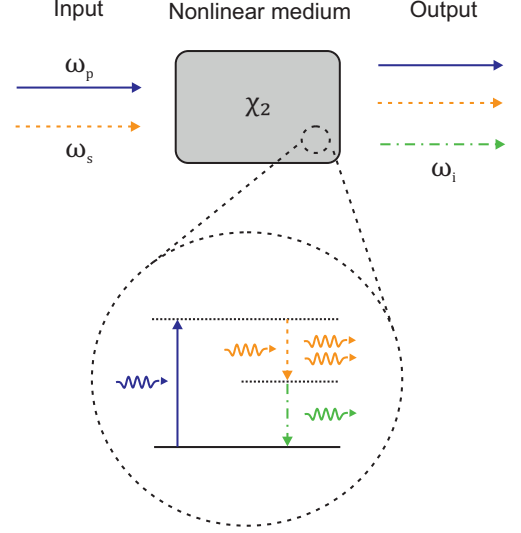 Input Nonlinear medium Output
ωp
χ2
ωs
ωi